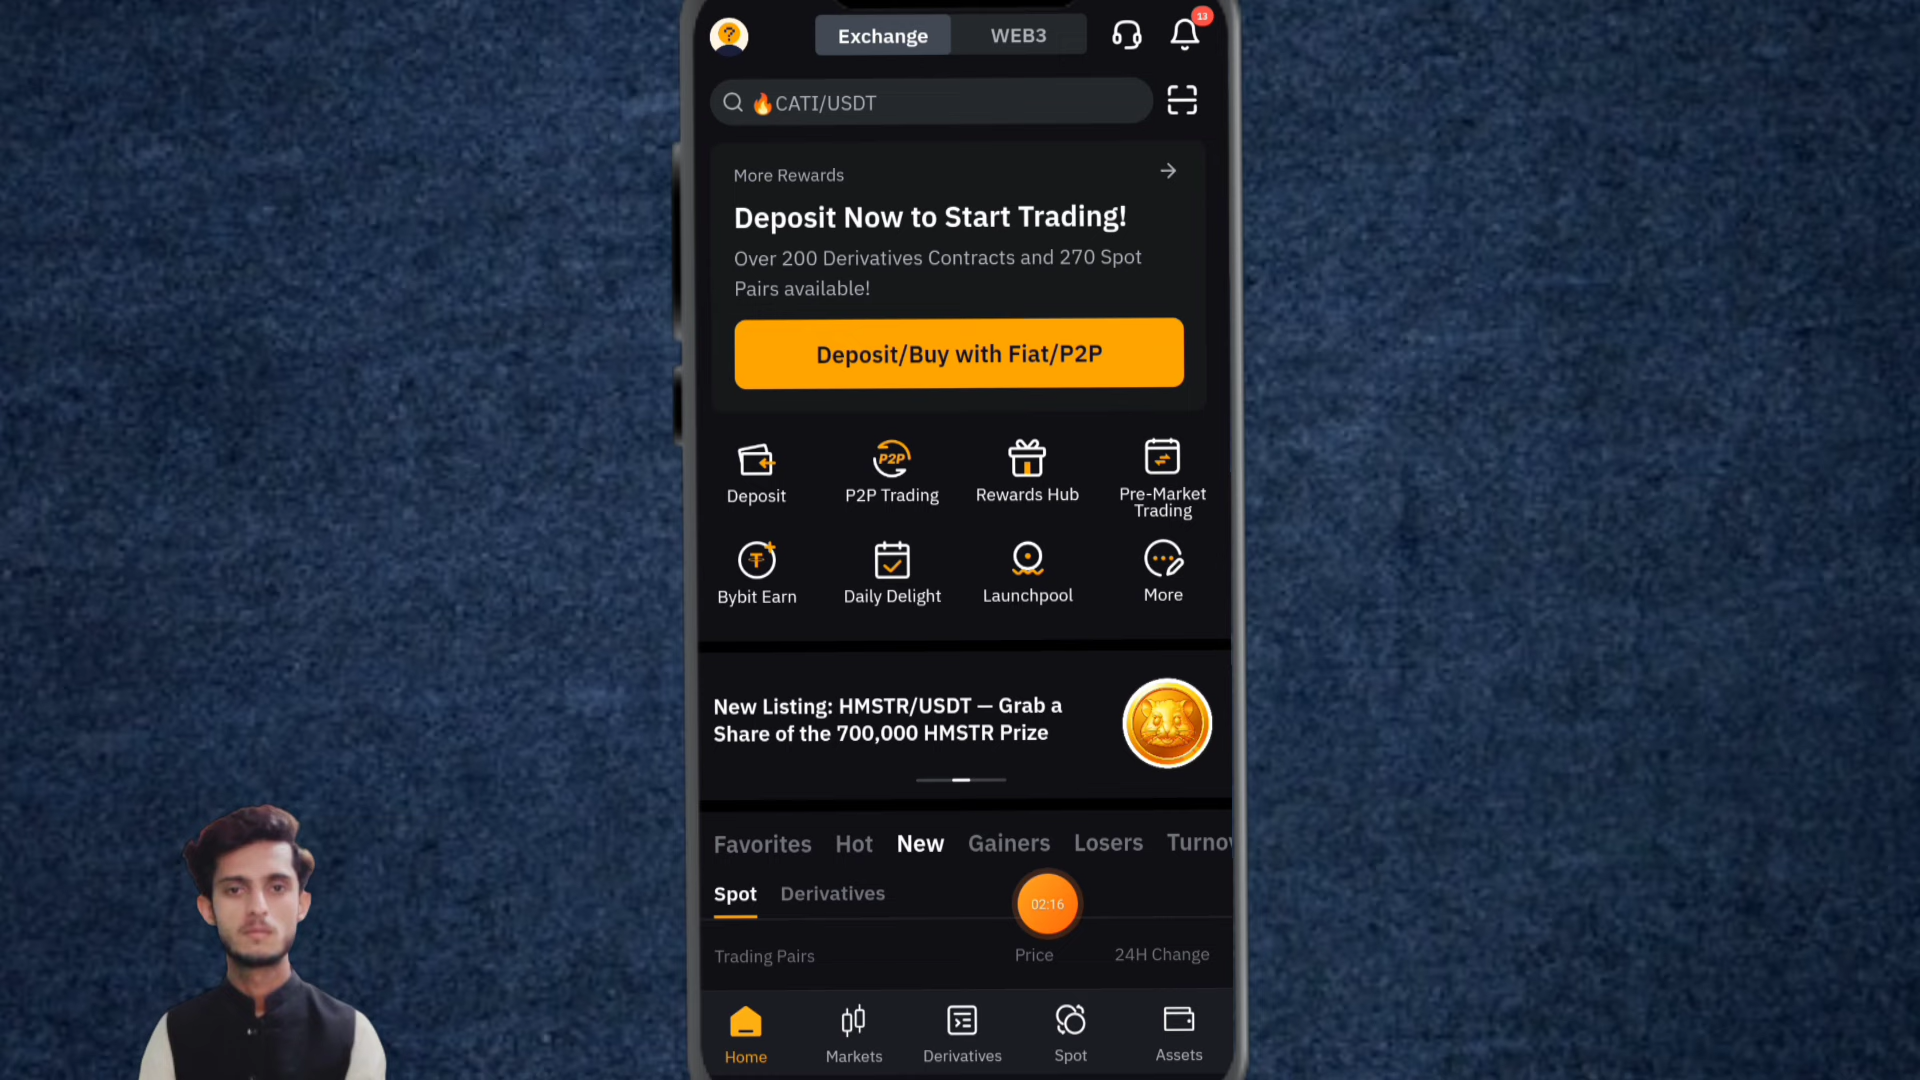 Exchange WEB3 13
🔥CATI/USDT
More Rewards
Deposit Now to Start Trading!
Over 200 Derivatives Contracts and 270 Spot
Pairs available!
Deposit/Buy with Fiat/P2P
P2P
Deposit P2P Trading Rewards Hub Pre-Market
Trading
Bybit Earn Daily Delight Launchpool More
New Listing: HMSTR/USDT — Grab a
Share of the 700,000 HMSTR Prize
Favorites Hot New Gainers Losers
Spot Derivatives
02:16
Trading Pairs Price 24H Change
Home Markets Derivatives Spot Assets